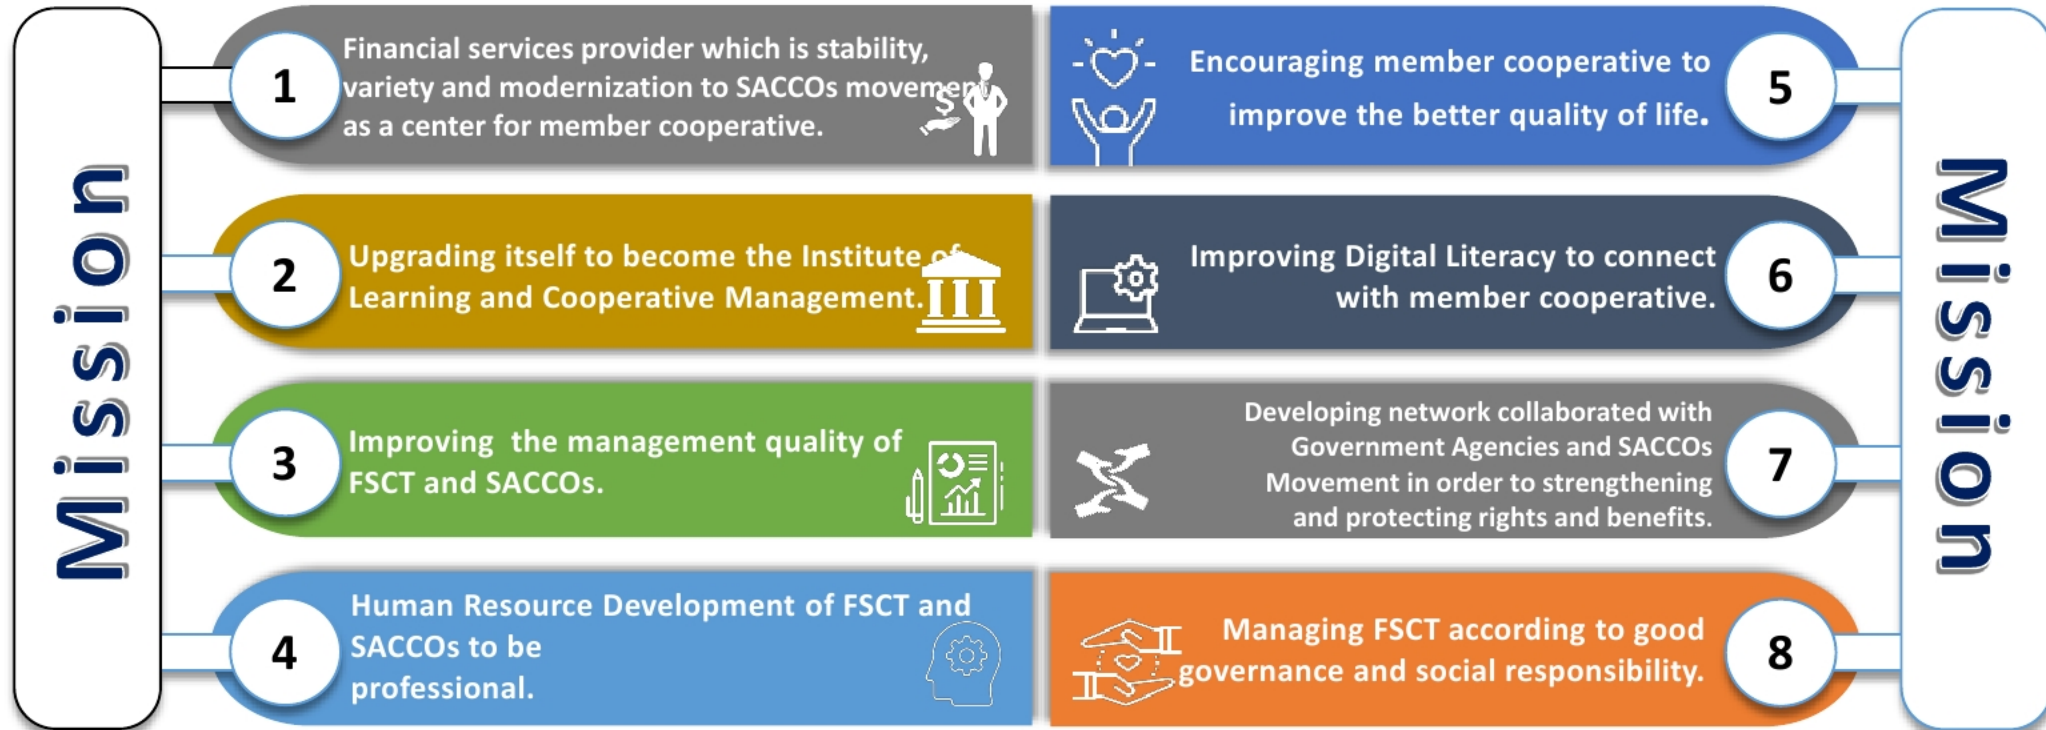 Mission
1
Financial services provider which is stability,
variety and modernization to SACCOs movement
as a center for member cooperative.
2
Upgrading itself to become the Institute of
Learning and Cooperative Management.
3
Improving the management quality of
FSCT and SACCOs.
4
Human Resource Development of FSCT and
SACCOs to be
professional.
5
Encouraging member cooperative to
improve the better quality of life.
6
Improving Digital Literacy to connect
with member cooperative.
7
Developing network collaborated with
Government Agencies and SACCOs
Movement in order to strengthening
and protecting rights and benefits.
8
Managing FSCT according to good
governance and social responsibility.
Mission